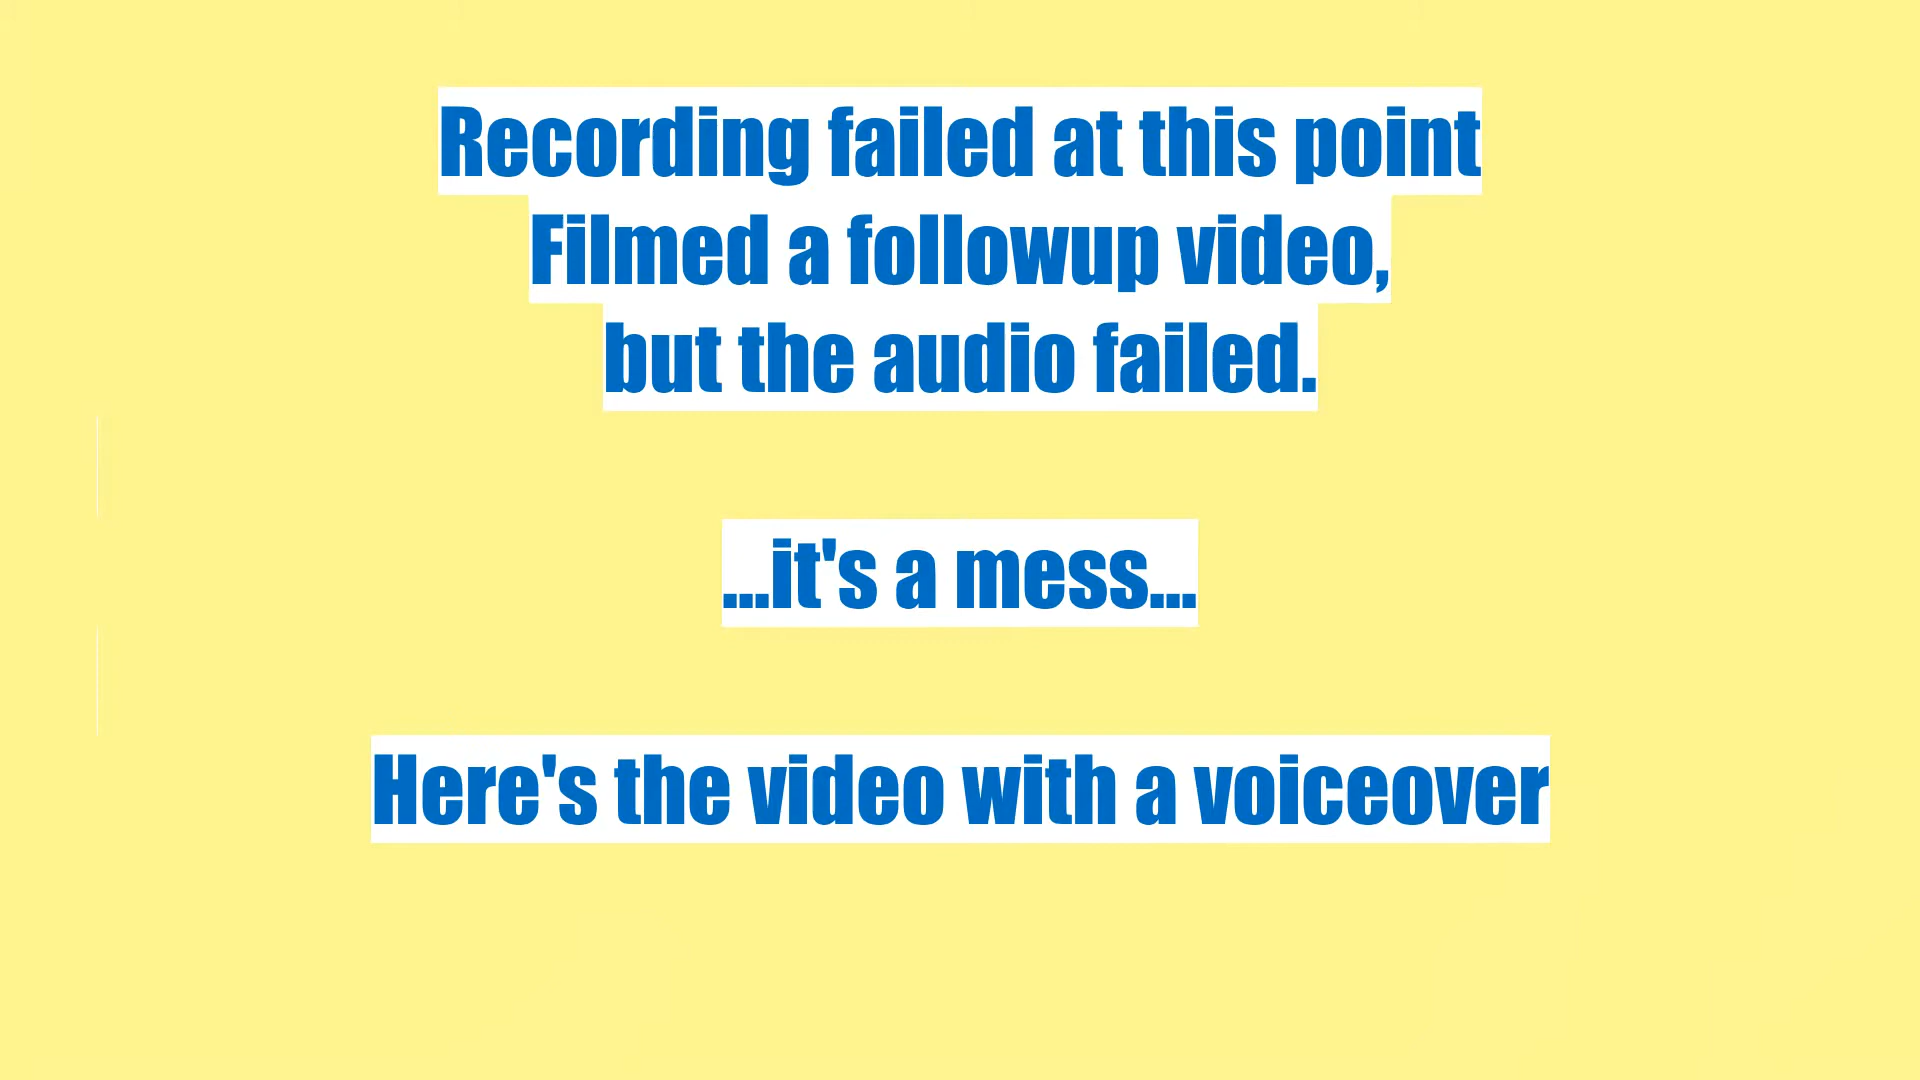 Recording failed at this point
Filmed a followup video,
but the audio failed.
...it's a mess...
Here's the video with a voiceover